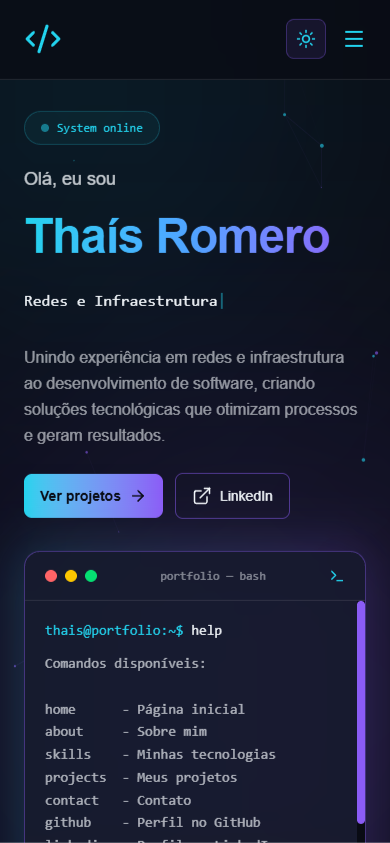 </>
System online
Olá, eu sou
Thaís Romero
Redes e Infraestrutura
Unindo experiência em redes e infraestrutura
ao desenvolvimento de software, criando
soluções tecnológicas que otimizam processos
e geram resultados.
Ver projetos →
LinkedIn
portfolio — bash
>_
thais@portfolio:~$ help
Comandos disponíveis:
home - Página inicial
about - Sobre mim
skills - Minhas tecnologias
projects - Meus projetos
contact - Contato
github - Perfil no GitHub